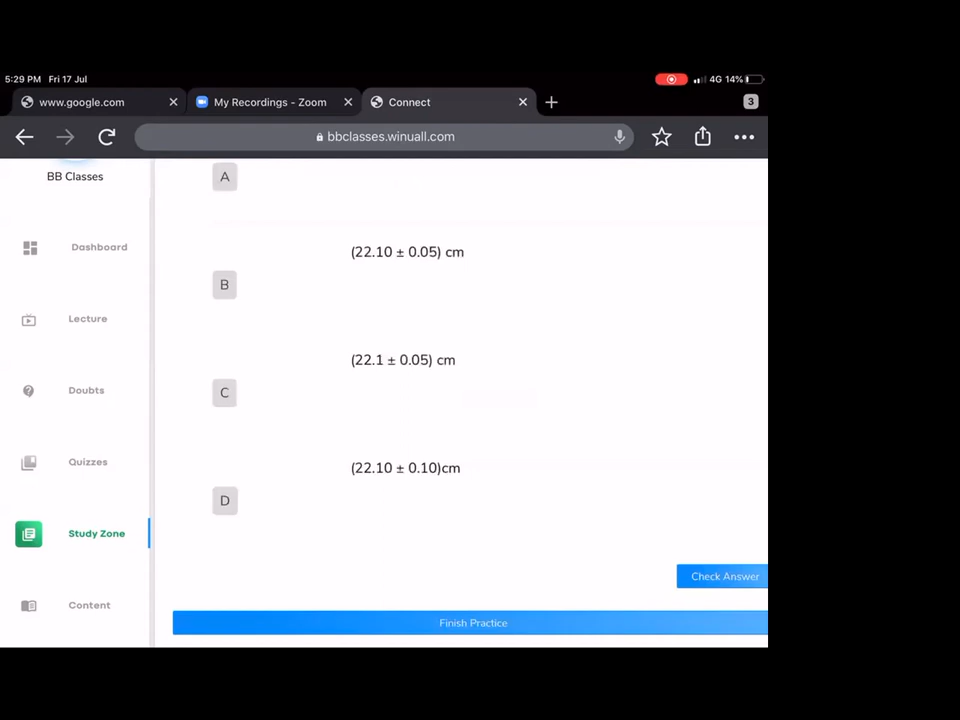 5:29 PM Fri 17 Jul
4G 14%
www.google.com
My Recordings - Zoom
Connect
3
bbclasses.winuall.com
BB Classes
Dashboard
Lecture
Doubts
Quizzes
Study Zone
Content
A
(22.10 ± 0.05) cm
B
(22.1 ± 0.05) cm
C
(22.10 ± 0.10)cm
D
Check Answer
Finish Practice